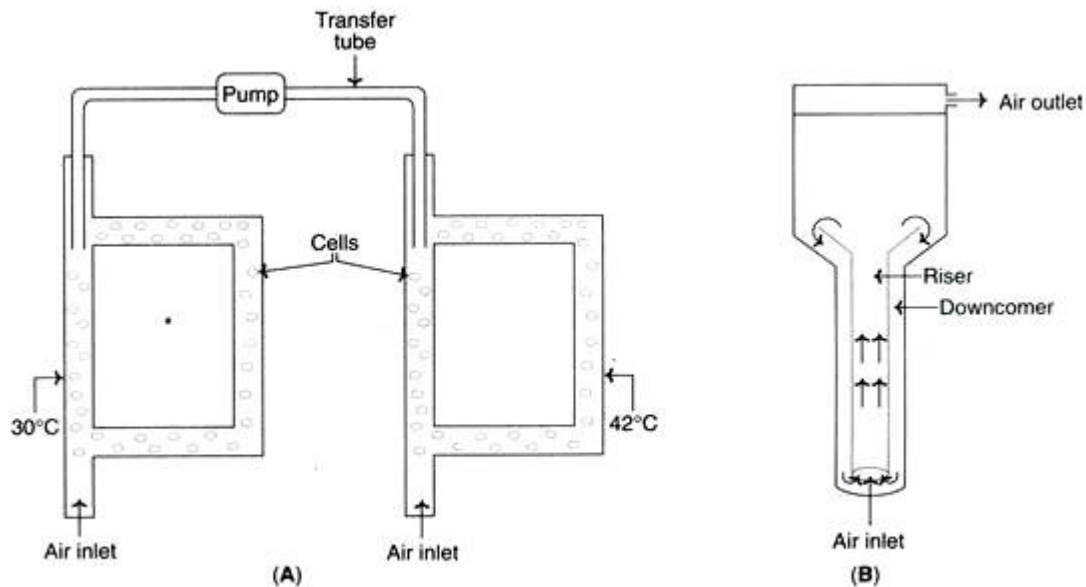 Transfer
tube
Pump
Cells
30°C
42°C
Air inlet
Air inlet
(A)
Air outlet
Riser
Downcomer
Air inlet
(B)